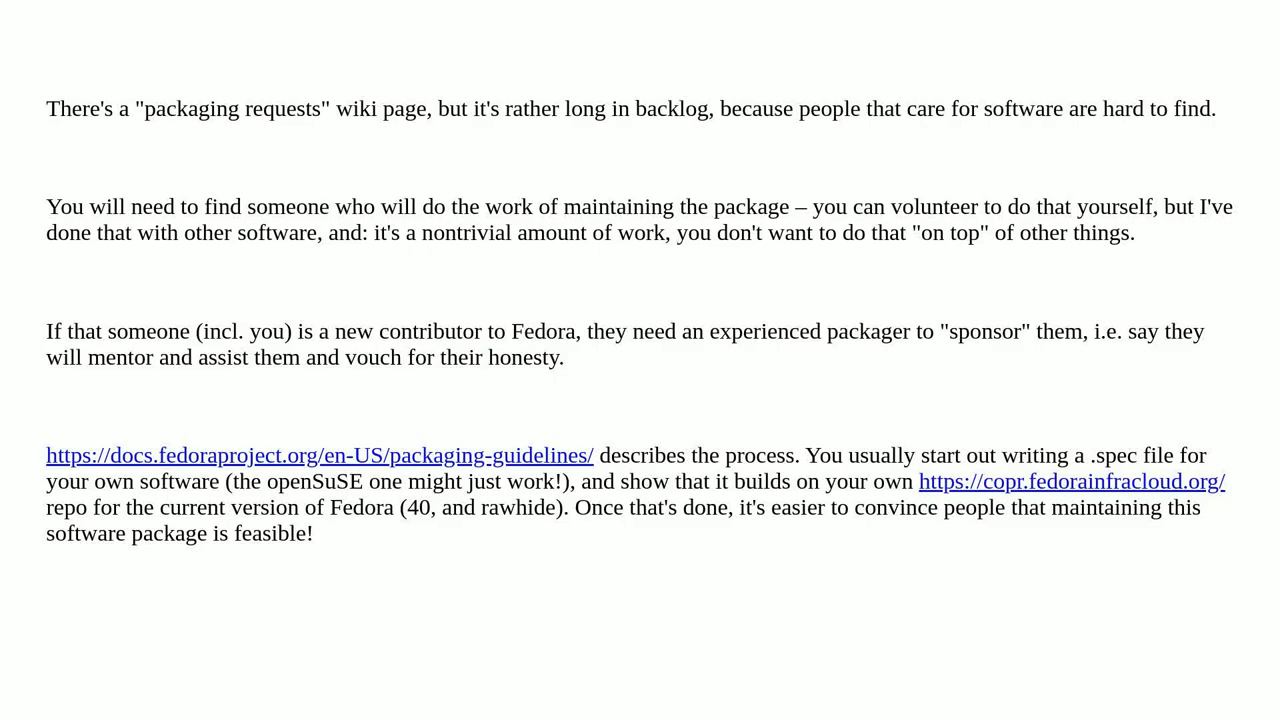 There's a "packaging requests" wiki page, but it's rather long in backlog, because people that care for software are hard to find.
You will need to find someone who will do the work of maintaining the package – you can volunteer to do that yourself, but I've
done that with other software, and: it's a nontrivial amount of work, you don't want to do that "on top" of other things.
If that someone (incl. you) is a new contributor to Fedora, they need an experienced packager to "sponsor" them, i.e. say they
will mentor and assist them and vouch for their honesty.
https://docs.fedoraproject.org/en-US/packaging-guidelines/ describes the process. You usually start out writing a .spec file for
your own software (the openSuSE one might just work!), and show that it builds on your own https://copr.fedorainfracloud.org/
repo for the current version of Fedora (40, and rawhide). Once that's done, it's easier to convince people that maintaining this
software package is feasible!